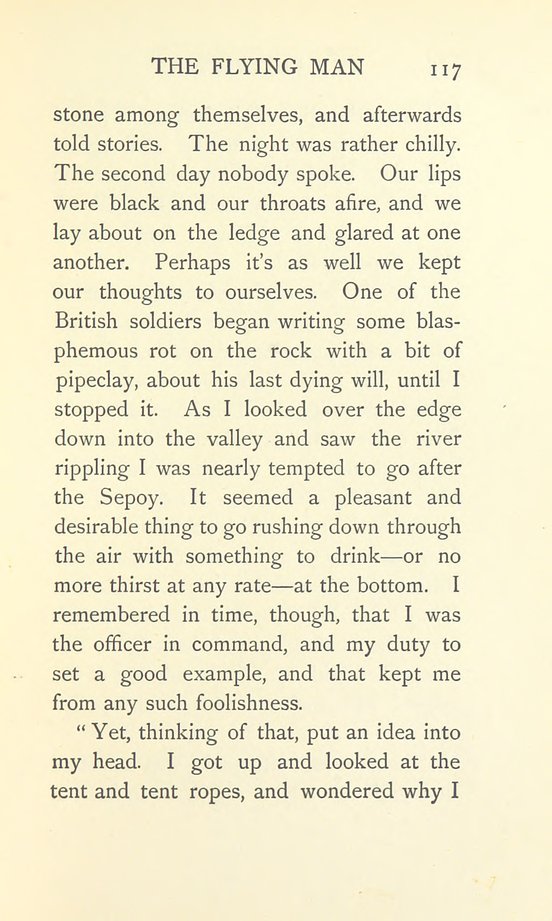 THE FLYING MAN 117
stone among themselves, and afterwards
told stories. The night was rather chilly.
The second day nobody spoke. Our lips
were black and our throats afire, and we
lay about on the ledge and glared at one
another. Perhaps it's as well we kept
our thoughts to ourselves. One of the
British soldiers began writing some blas-
phemous rot on the rock with a bit of
pipeclay, about his last dying will, until I
stopped it. As I looked over the edge
down into the valley and saw the river
rippling I was nearly tempted to go after
the Sepoy. It seemed a pleasant and
desirable thing to go rushing down through
the air with something to drink—or no
more thirst at any rate—at the bottom. I
remembered in time, though, that I was
the officer in command, and my duty to
set a good example, and that kept me
from any such foolishness.
“ Yet, thinking of that, put an idea into
my head. I got up and looked at the
tent and tent ropes, and wondered why I